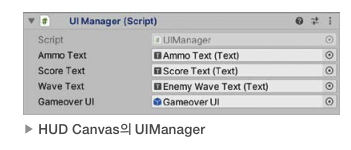 UI Manager (Script)
Script UIManager
Ammo Text Ammo Text (Text)
Score Text Score Text (Text)
Wave Text Enemy Wave Text (Text)
Gameover UI Gameover UI
▶ HUD Canvas의 UIManager